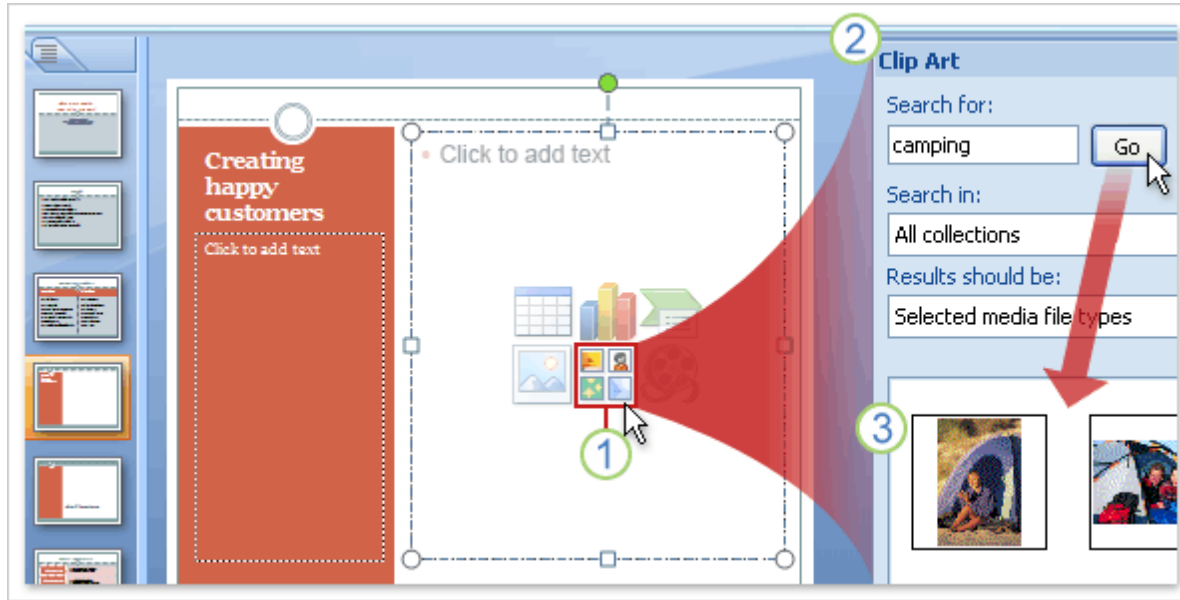 Creating
happy
customers
Click to add text
Click to add text
1
2
Clip Art
Search for:
camping
Go
Search in:
All collections
Results should be:
Selected media file types
3